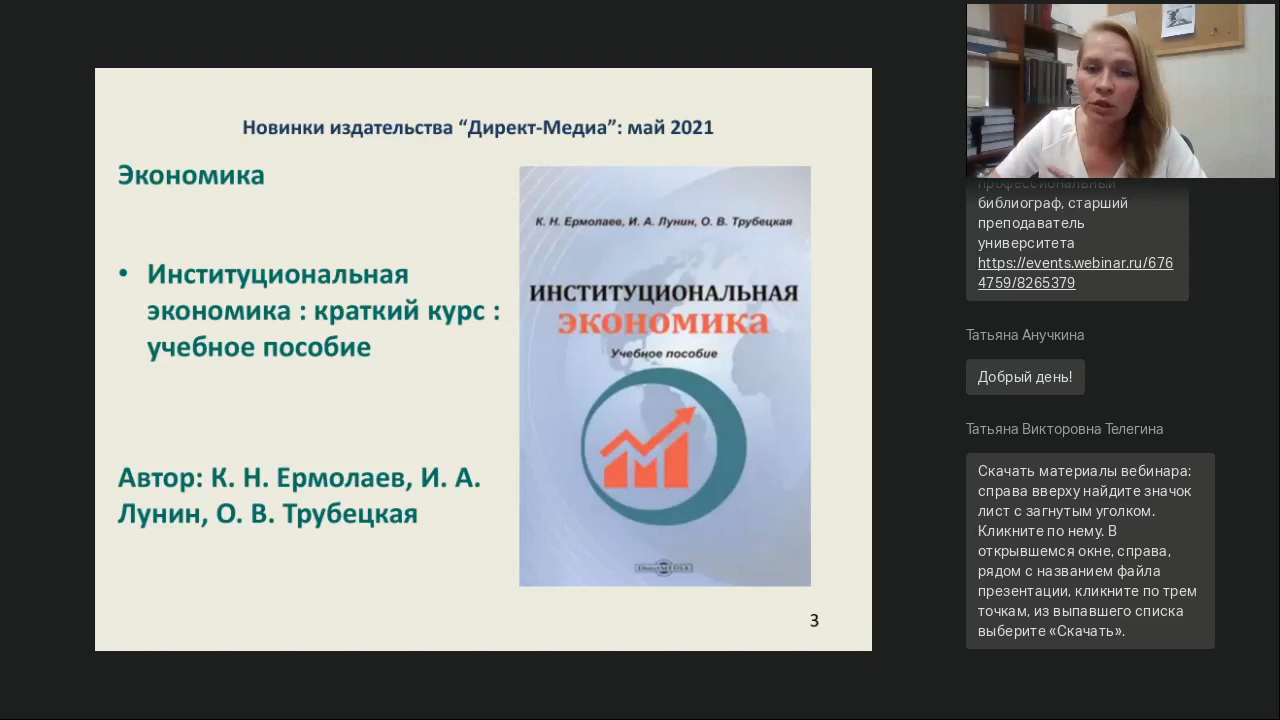 Новинки издательства “Директ-Медиа”: май 2021
Экономика
• Институциональная
экономика : краткий курс :
учебное пособие
Автор: К. Н. Ермолаев, И. А.
Лунин, О. В. Трубецкая
К. Н. Ермолаев, И. А. Лунин, О. В. Трубецкая
ИНСТИТУЦИОНАЛЬНАЯ
экономика
Учебное пособие
DirectMEDIA
3
профессиональный
библиограф, старший
преподаватель
университета
https://events.webinar.ru/676
4759/8265379
Татьяна Анучкина
Добрый день!
Татьяна Викторовна Телегина
Скачать материалы вебинара:
справа вверху найдите значок
лист с загнутым уголком.
Кликните по нему. В
открывшемся окне, справа,
рядом с названием файла
презентации, кликните по трем
точкам, из выпавшего списка
выберите «Скачать».